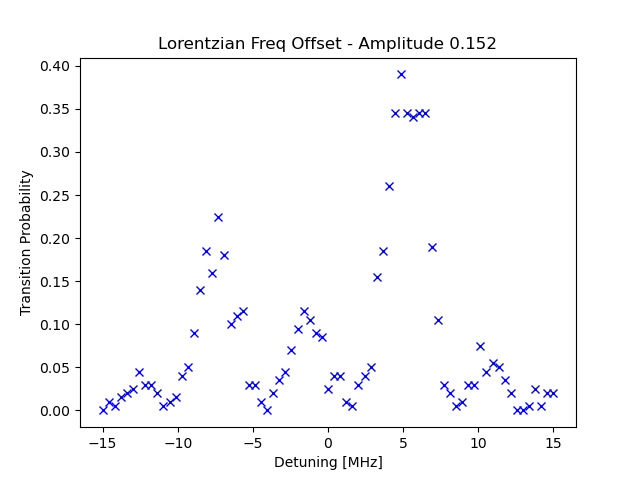 Lorentzian Freq Offset - Amplitude 0.152
0.40
0.35
0.30
0.25
0.20
0.15
0.10
0.05
0.00
Transition Probability
−15 −10 −5 0 5 10 15
Detuning [MHz]